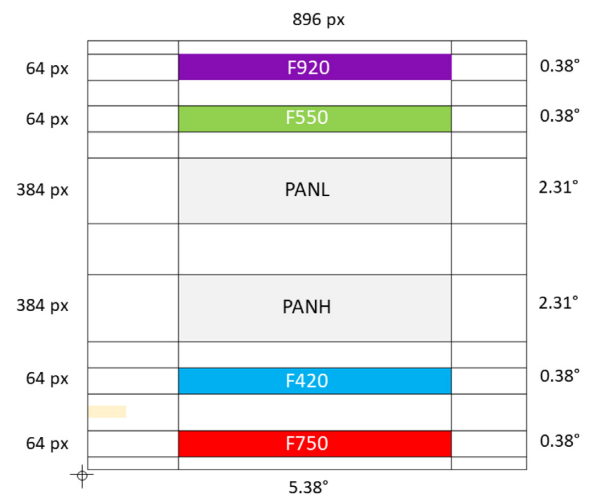 896 px
64 px F920 0.38°
64 px F550 0.38°
384 px PANL 2.31°
384 px PANH 2.31°
64 px F420 0.38°
64 px F750 0.38°
5.38°